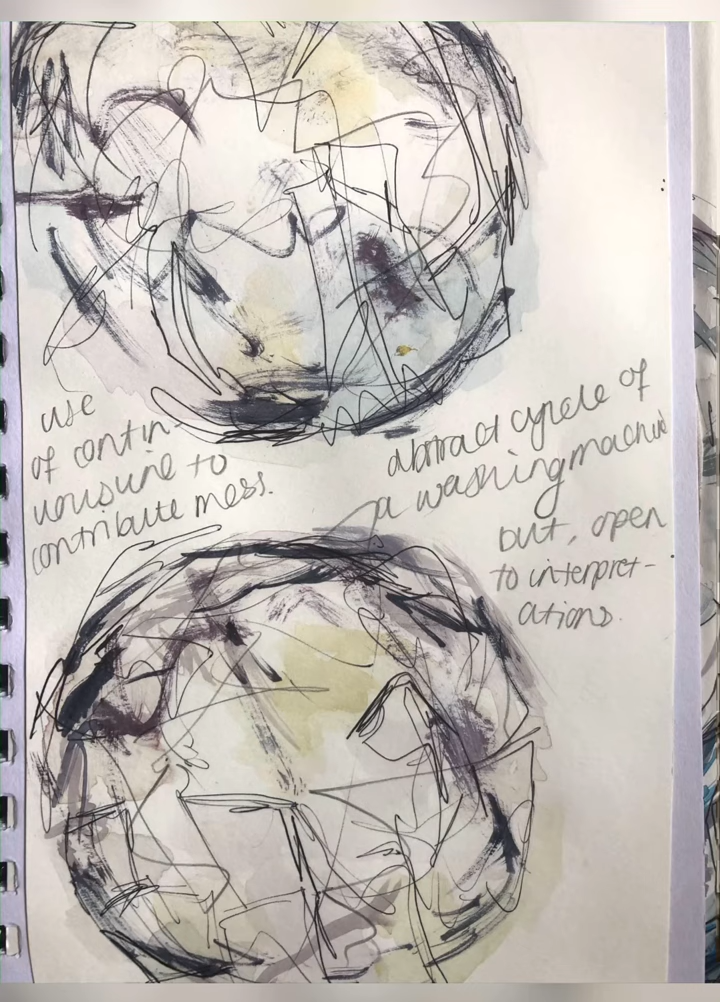 use
of contin-
uous line to
contribute mess.
abstract cycle of
a washing machine
but, open
to interpret-
ations.